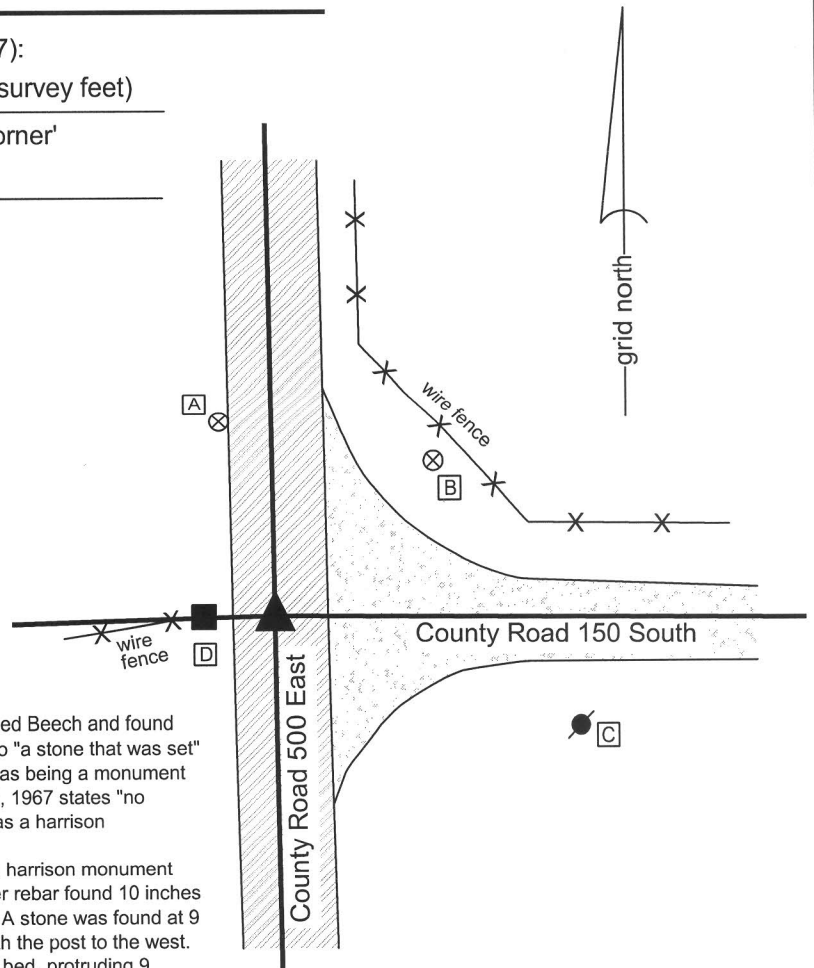 7):
survey feet)
orner'
grid north
A
wire fence
B
County Road 150 South
wire
fence
D
County Road 500 East
C
ed Beech and found
o "a stone that was set"
as being a monument
, 1967 states "no
as a harrison
harrison monument
er rebar found 10 inches
A stone was found at 9
th the post to the west.
bed, protruding 9